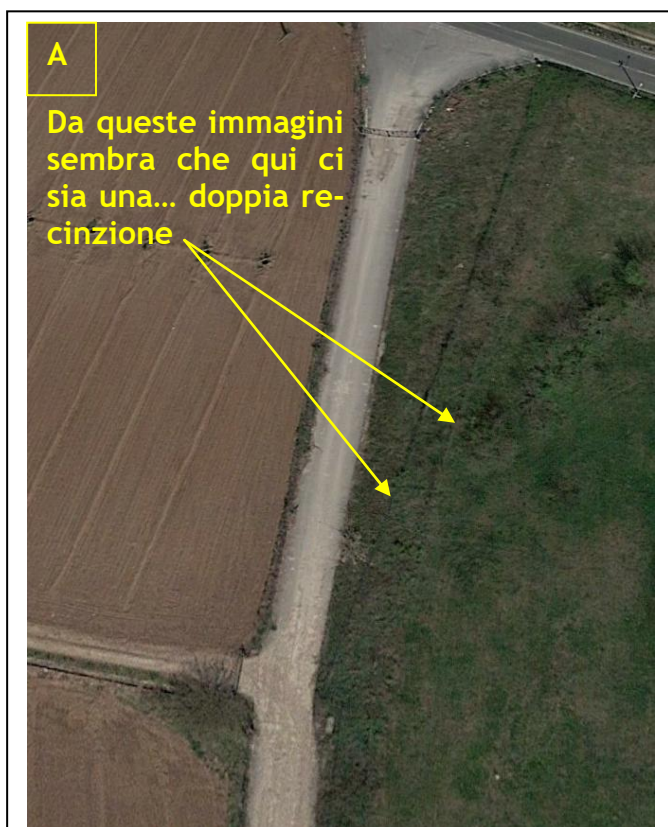 A
Da queste immagini
sembra che qui ci
sia una... doppia re-
cinzione